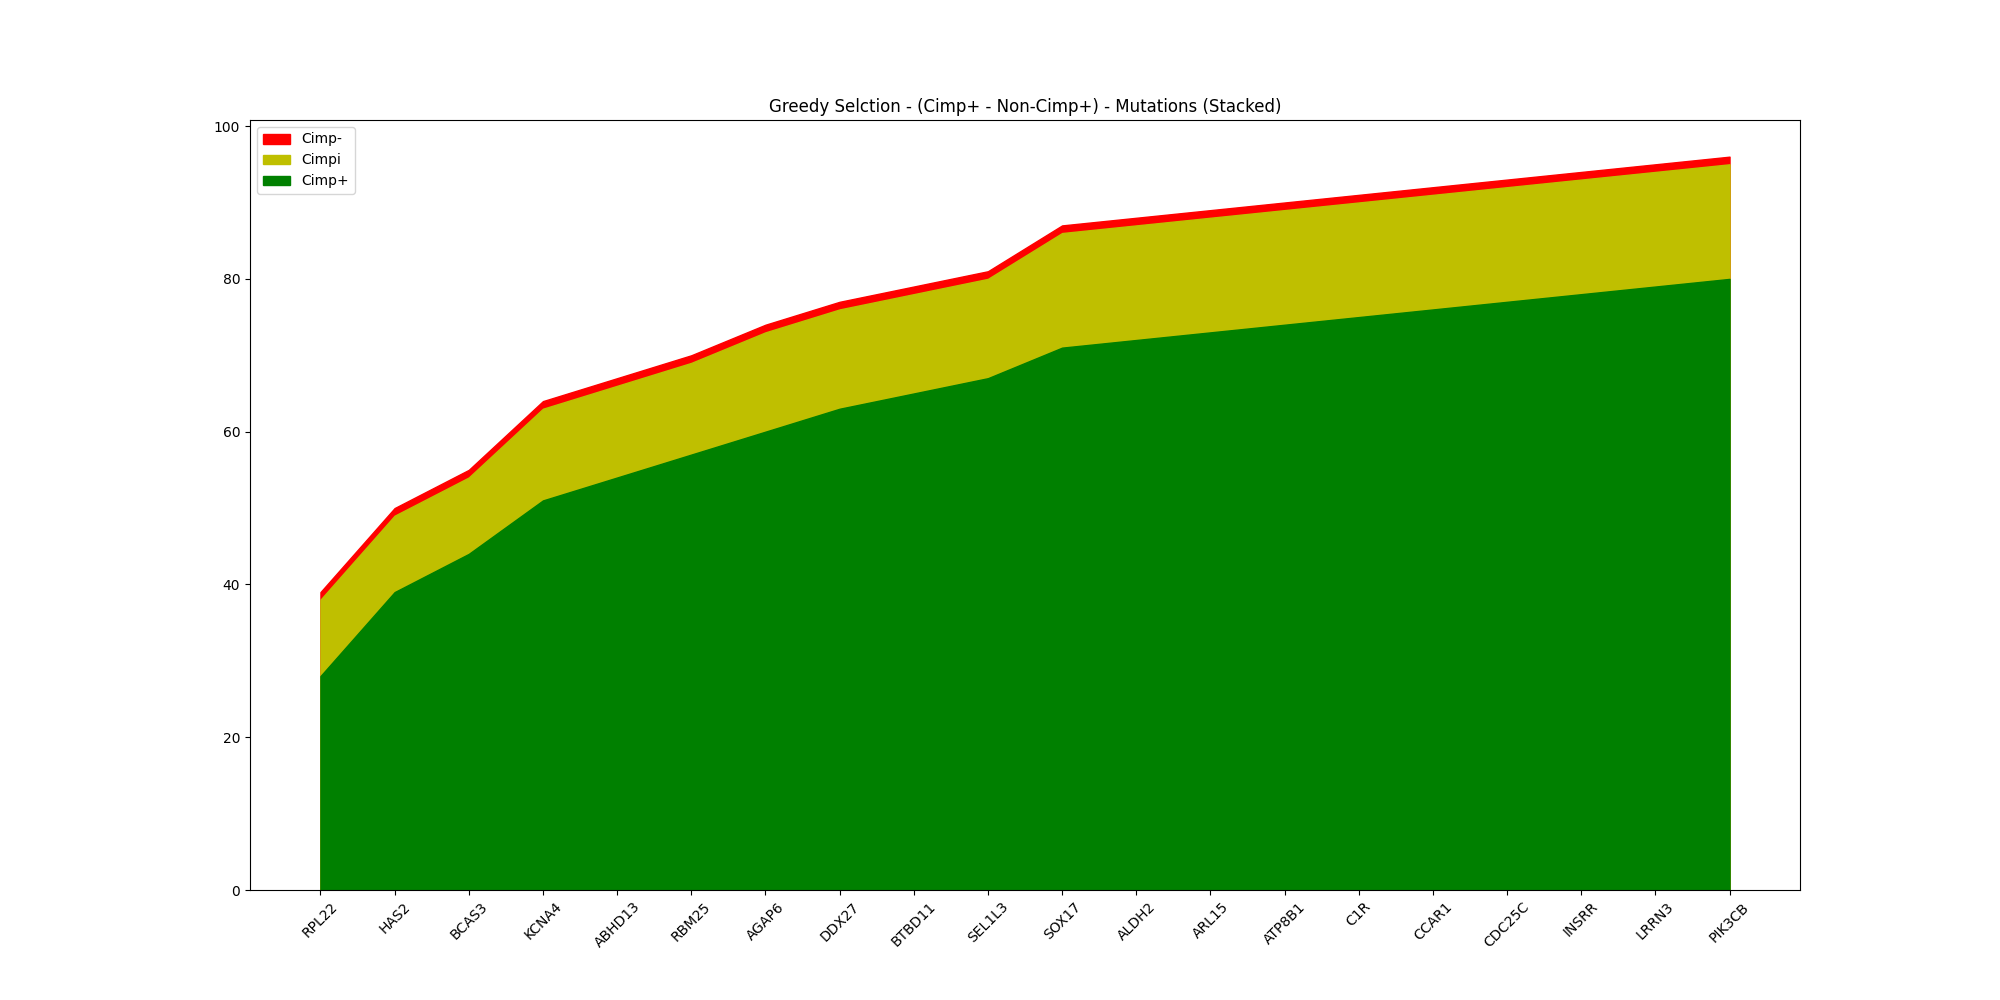 Greedy Selction - (Cimp+ - Non-Cimp+) - Mutations (Stacked)
100
80
60
40
20
0
Cimp-
Cimpi
Cimp+
RPL22
HAS2
BCAS3
KCNA4
ABHD13
RBM25
AGAP6
DDX27
BTBD11
SEL1L3
SOX17
ALDH2
ARL15
ATP8B1
C1R
CCAR1
CDC25C
INSRR
LRRN3
PIK3CB